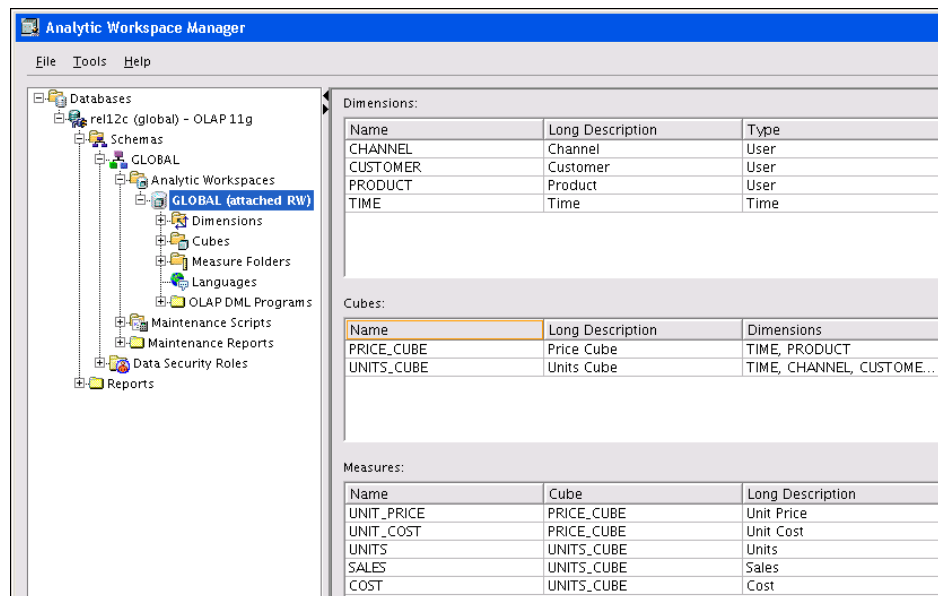 Analytic Workspace Manager
File Tools Help
Databases
rel12c (global) - OLAP 11g
Schemas
GLOBAL
Analytic Workspaces
GLOBAL (attached RW)
Dimensions
Cubes
Measure Folders
Languages
OLAP DML Programs
Maintenance Scripts
Maintenance Reports
Data Security Roles
Reports
Dimensions:
Name Long Description Type
CHANNEL Channel User
CUSTOMER Customer User
PRODUCT Product User
TIME Time Time
Cubes:
Name Long Description Dimensions
PRICE_CUBE Price Cube TIME, PRODUCT
UNITS_CUBE Units Cube TIME, CHANNEL, CUSTOME...
Measures:
Name Cube Long Description
UNIT_PRICE PRICE_CUBE Unit Price
UNIT_COST PRICE_CUBE Unit Cost
UNITS UNITS_CUBE Units
SALES UNITS_CUBE Sales
COST UNITS_CUBE Cost